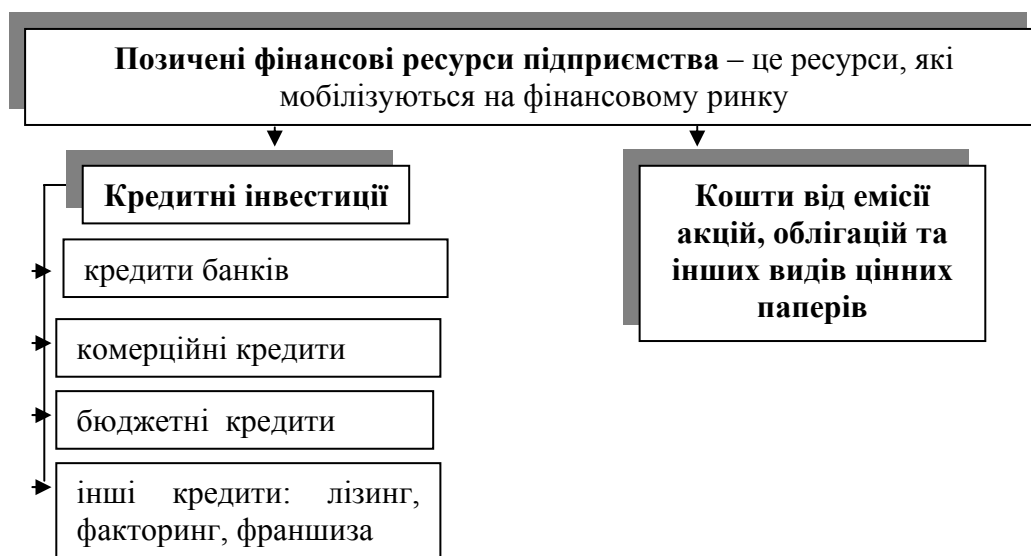 Позичені фінансові ресурси підприємства – це ресурси, які
мобілізуються на фінансовому ринку
Кредитні інвестиції
кредити банків
комерційні кредити
бюджетні кредити
інші кредити: лізинг,
факторинг, франшиза
Кошти від емісії
акцій, облігацій та
інших видів цінних
паперів